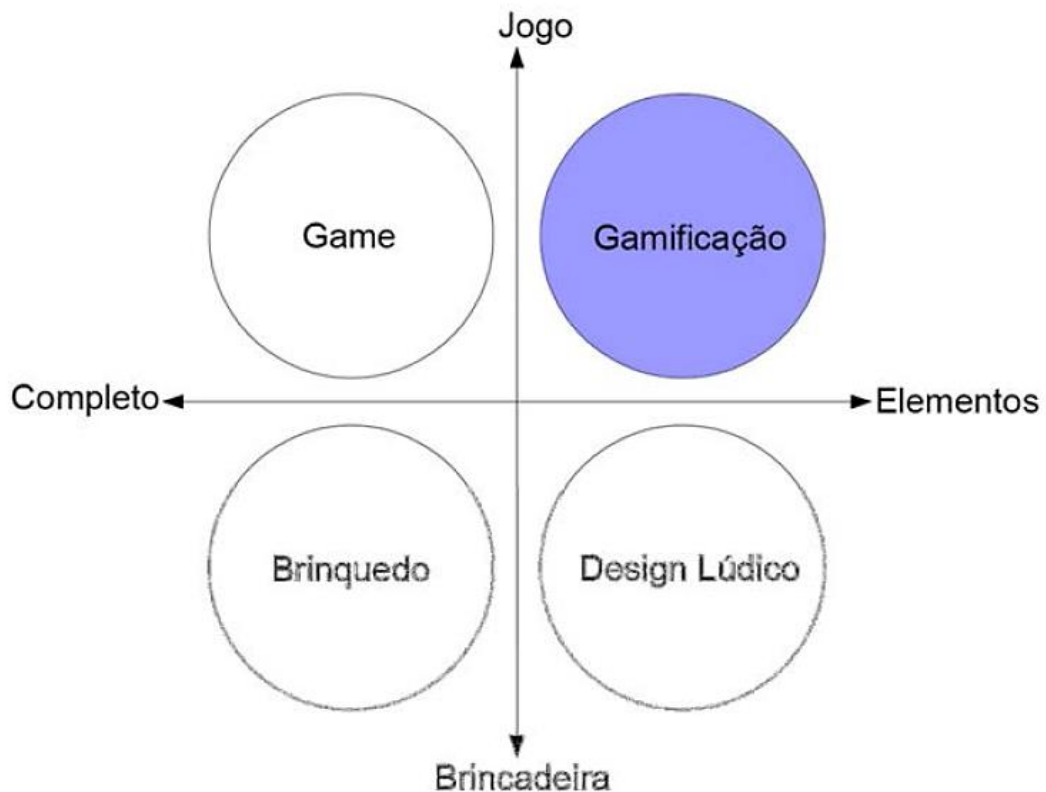 Jogo
Game
Gamificação
Completo
Elementos
Brinquedo
Design Lúdico
Brincadeira